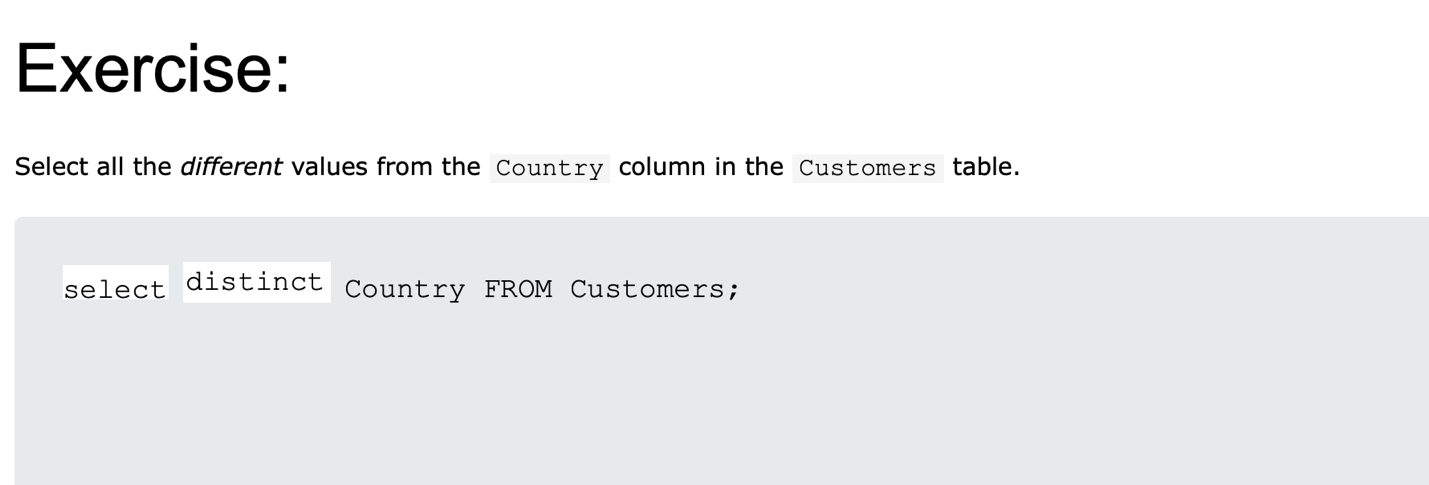 Exercise:
Select all the different values from the Country column in the Customers table.
select distinct Country FROM Customers;